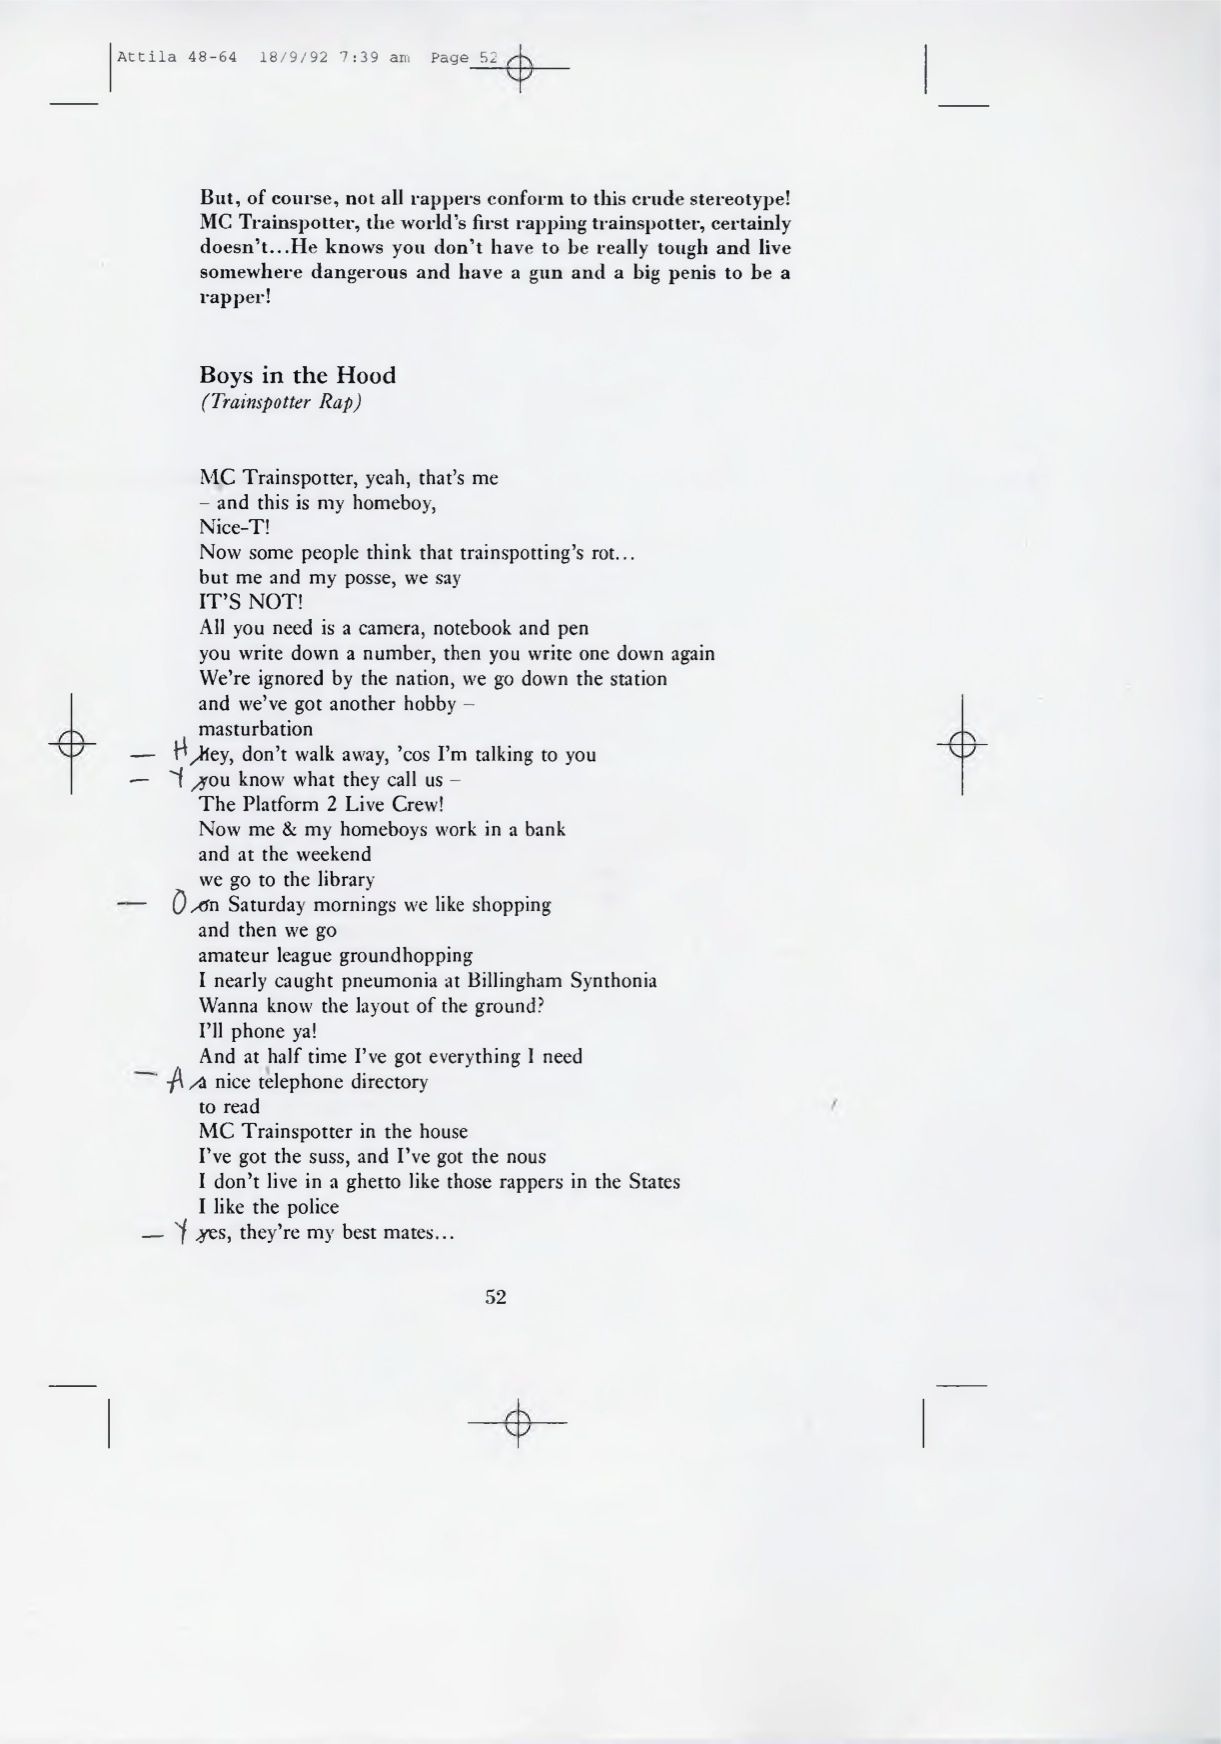 Attila 48-64 18/9/92 7:39 am Page 52
But, of course, not all rappers conform to this crude stereotype!
MC Trainspotter, the world's first rapping trainspotter, certainly
doesn't...He knows you don't have to be really tough and live
somewhere dangerous and have a gun and a big penis to be a
rapper!
Boys in the Hood
(Trainspotter Rap)
MC Trainspotter, yeah, that's me
– and this is my homeboy,
Nice-T!
Now some people think that trainspotting's rot...
but me and my posse, we say
IT'S NOT!
All you need is a camera, notebook and pen
you write down a number, then you write one down again
We're ignored by the nation, we go down the station
and we've got another hobby –
masturbation
— H hey, don't walk away, 'cos I'm talking to you
— Y you know what they call us –
The Platform 2 Live Crew!
Now me & my homeboys work in a bank
and at the weekend
we go to the library
— O on Saturday mornings we like shopping
and then we go
amateur league groundhopping
I nearly caught pneumonia at Billingham Synthonia
Wanna know the layout of the ground?
I'll phone ya!
And at half time I've got everything I need
— A a nice telephone directory
to read
MC Trainspotter in the house
I've got the suss, and I've got the nous
I don't live in a ghetto like those rappers in the States
I like the police
— Y yes, they're my best mates...
52